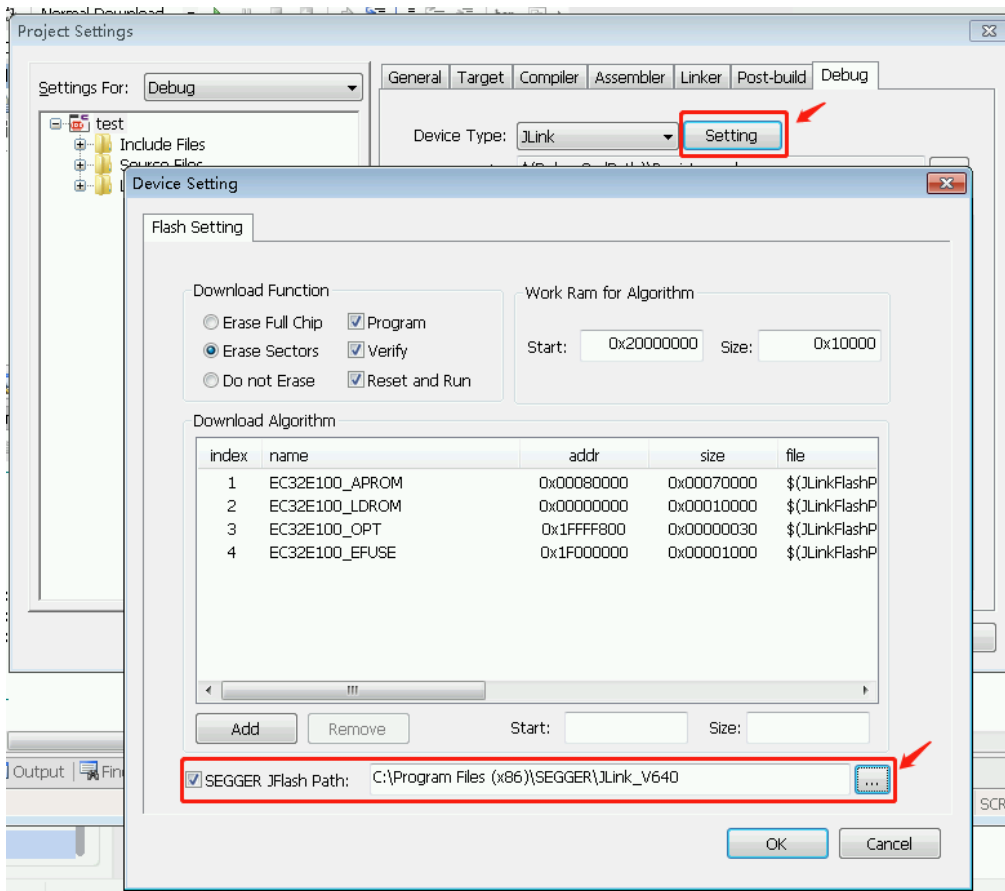 Normal Download
Project Settings
Settings For: Debug
General Target Compiler Assembler Linker Post-build Debug
test
Include Files
Source Files
Device Type: JLink Setting
Device Setting
Flash Setting
Download Function
Erase Full Chip Program
Erase Sectors Verify
Do not Erase Reset and Run
Work Ram for Algorithm
Start: 0x20000000 Size: 0x10000
Download Algorithm
index name addr size file
1 EC32E100_APROM 0x00080000 0x00070000 $(JLinkFlashP
2 EC32E100_LDROM 0x00000000 0x00010000 $(JLinkFlashP
3 EC32E100_OPT 0x1FFFF800 0x00000030 $(JLinkFlashP
4 EC32E100_EFUSE 0x1F000000 0x00001000 $(JLinkFlashP
Add Remove Start: Size:
SEGGER JFlash Path: C:\Program Files (x86)\SEGGER\JLink_V640 ...
OK Cancel
Output Find
SCR